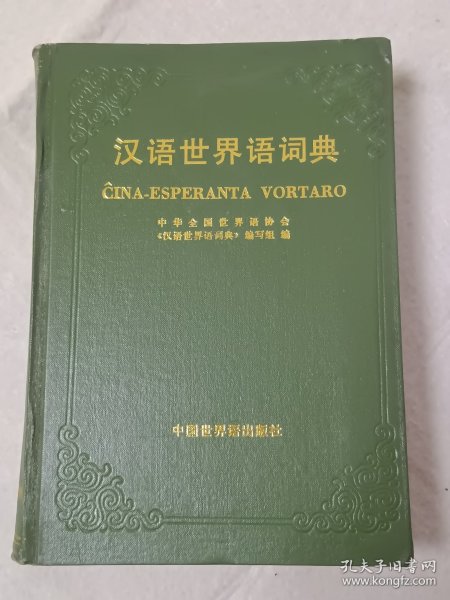 汉语世界语词典
ĈINA-ESPERANTA VORTARO
中华全国世界语协会
《汉语世界语词典》编写组 编
中国世界语出版社
孔夫子旧书网
www.kongfz.com